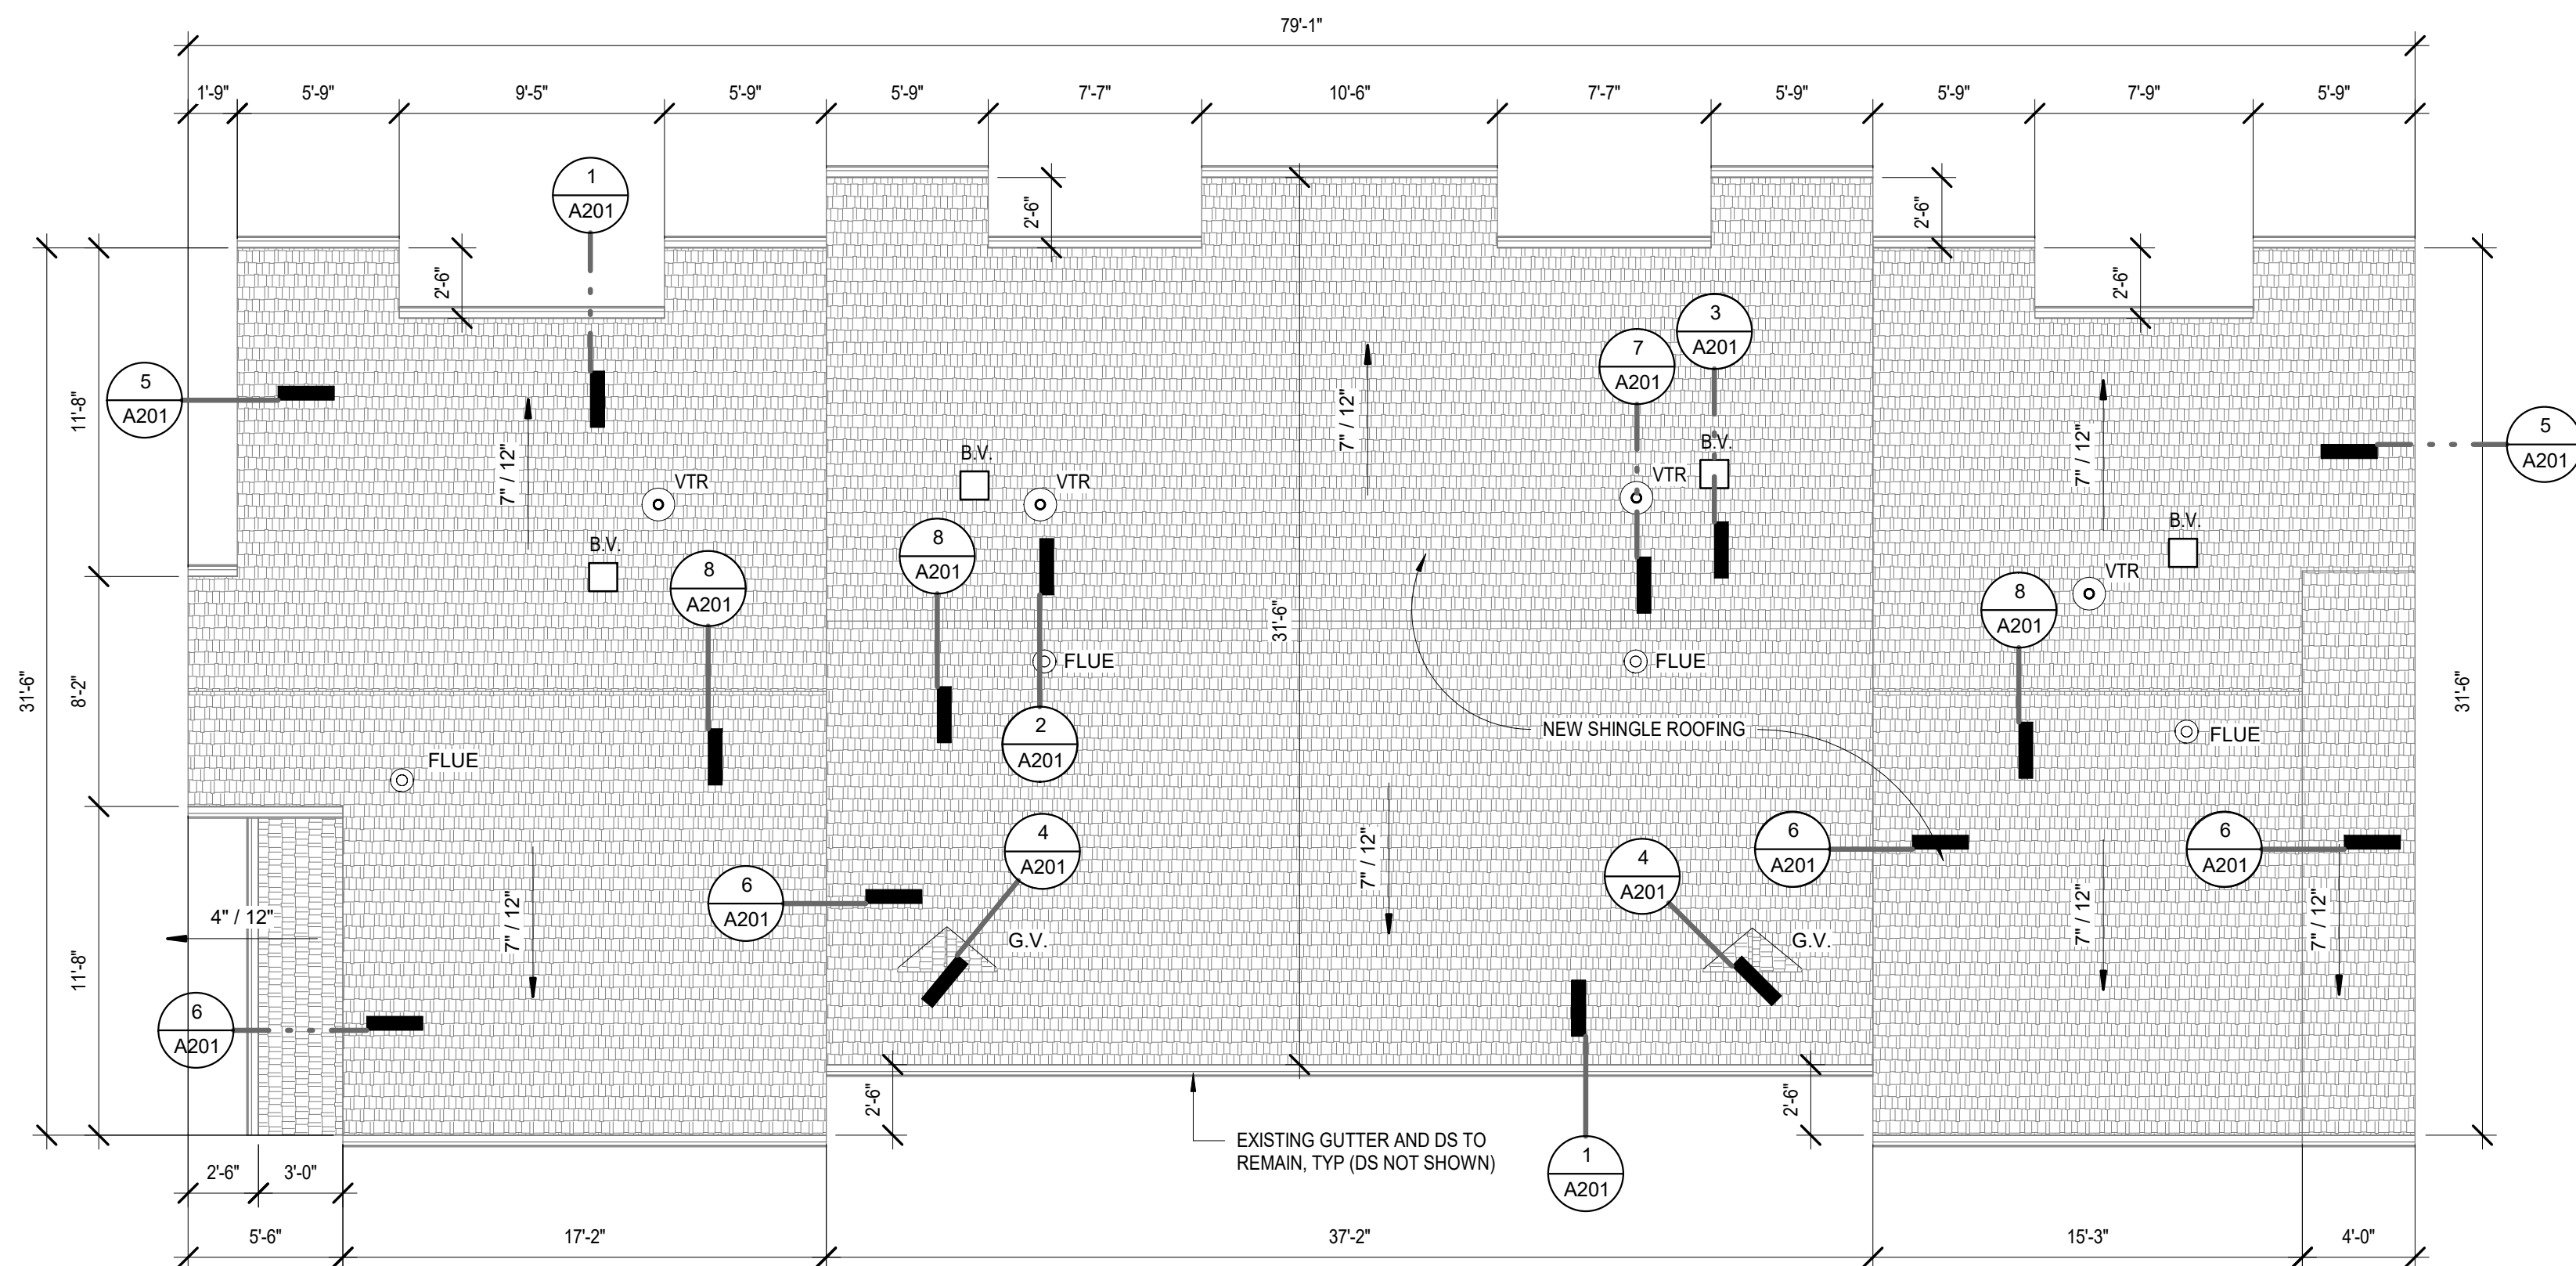 79'-1"
1'-9" 5'-9" 9'-5" 5'-9" 5'-9" 7'-7" 10'-6" 7'-7" 5'-9" 5'-9" 7'-9" 5'-9"
1
A201
2'-6"
2'-6"
2'-6"
2'-6"
3
A201
7
A201
5
A201
11'-8"
7" / 12"
7" / 12"
7" / 12"
5
A201
B.V.
B.V.
VTR
VTR
VTR
B.V.
B.V.
VTR
8
A201
8
A201
8
A201
31'-6"
8'-2"
31'-6"
31'-6"
FLUE
FLUE
2
A201
NEW SHINGLE ROOFING
FLUE
FLUE
4
A201
4
A201
6
A201
6
A201
6
A201
7" / 12"
7" / 12"
7" / 12"
7" / 12"
4" / 12"
G.V.
G.V.
11'-8"
6
A201
2'-6"
2'-6"
EXISTING GUTTER AND DS TO
REMAIN, TYP (DS NOT SHOWN)
1
A201
2'-6" 3'-0"
5'-6" 17'-2" 37'-2" 15'-3" 4'-0"